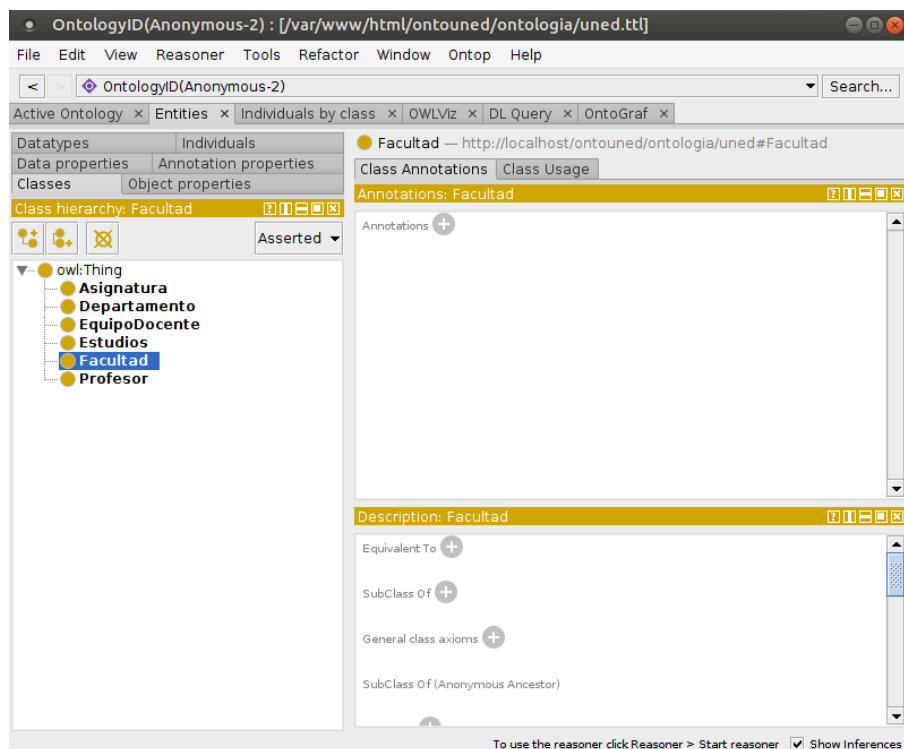 OntologyID(Anonymous-2) : [/var/www/html/ontouned/ontologia/uned.ttl]
File Edit View Reasoner Tools Refactor Window Ontop Help
< > OntologyID(Anonymous-2) Search...
Active Ontology × Entities × Individuals by class × OWLViz × DL Query × OntoGraf ×
Datatypes Individuals
Data properties Annotation properties
Classes Object properties
Class hierarchy: Facultad
Asserted
owl:Thing
Asignatura
Departamento
EquipoDocente
Estudios
Facultad
Profesor
Facultad — http://localhost/ontouned/ontologia/uned#Facultad
Class Annotations Class Usage
Annotations: Facultad
Annotations
Description: Facultad
Equivalent To
SubClass Of
General class axioms
SubClass Of (Anonymous Ancestor)
To use the reasoner click Reasoner > Start reasoner Show Inferences